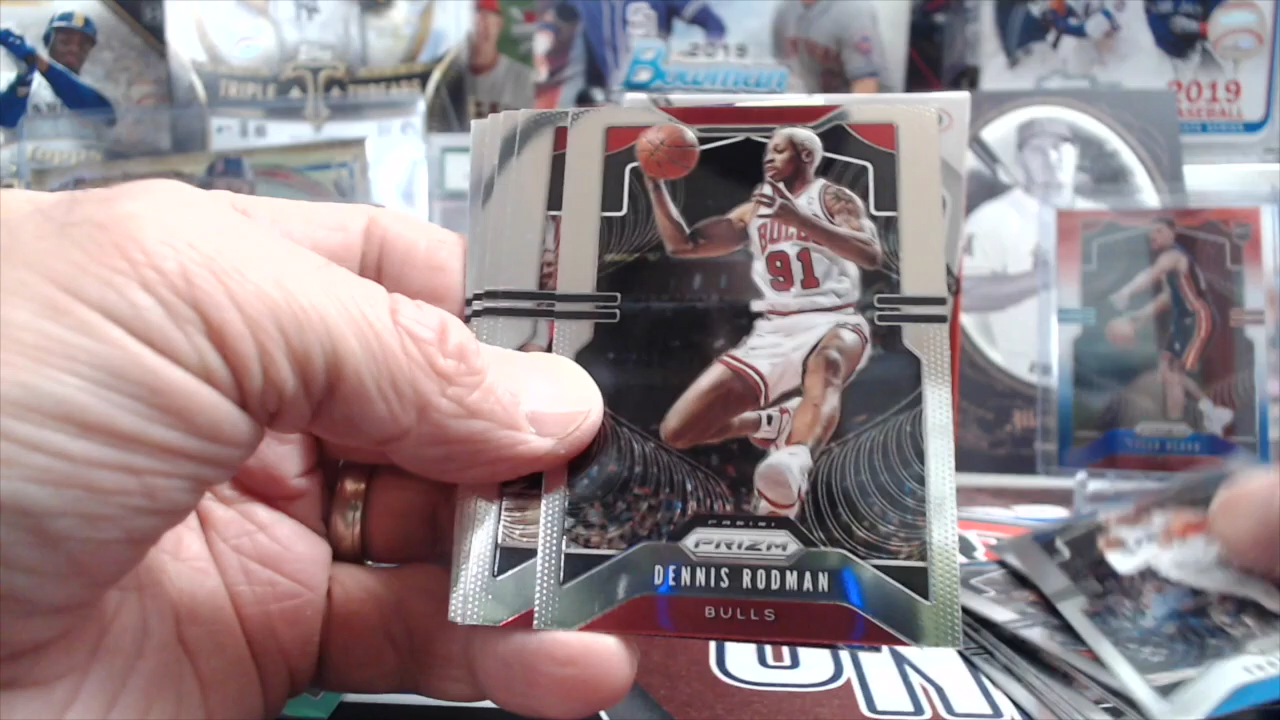 TRIPLE THREADS
2019
Bowman
2019
BASEBALL
BULLS
91
PANINI
PRIZM
DENNIS RODMAN
BULLS